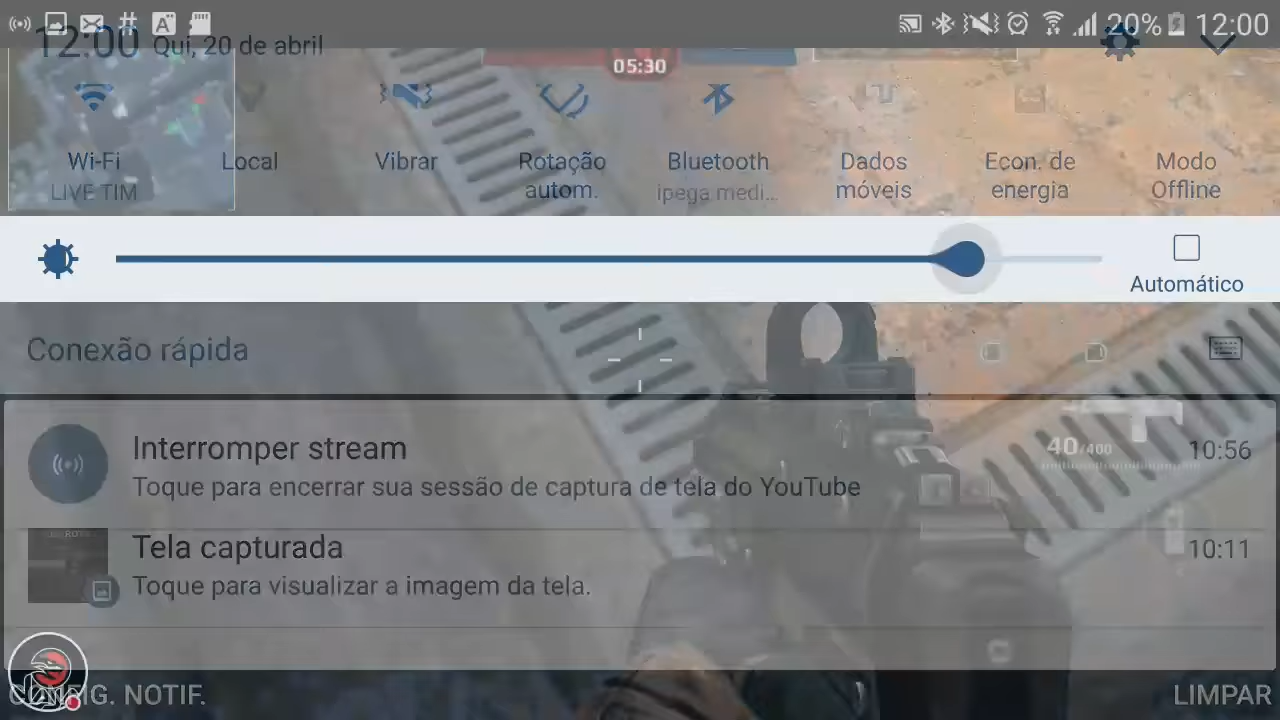 20% 12:00
12:00 Qui, 20 de abril
05:30
Wi-Fi Local Vibrar Rotação autom. Bluetooth Dados móveis Econ. de energia Modo Offline
LIVE TIM ipega medi...
Automático
Conexão rápida
40/400
Interromper stream 10:56
Toque para encerrar sua sessão de captura de tela do YouTube
Tela capturada 10:11
Toque para visualizar a imagem da tela.
CONFIG. NOTIF. LIMPAR